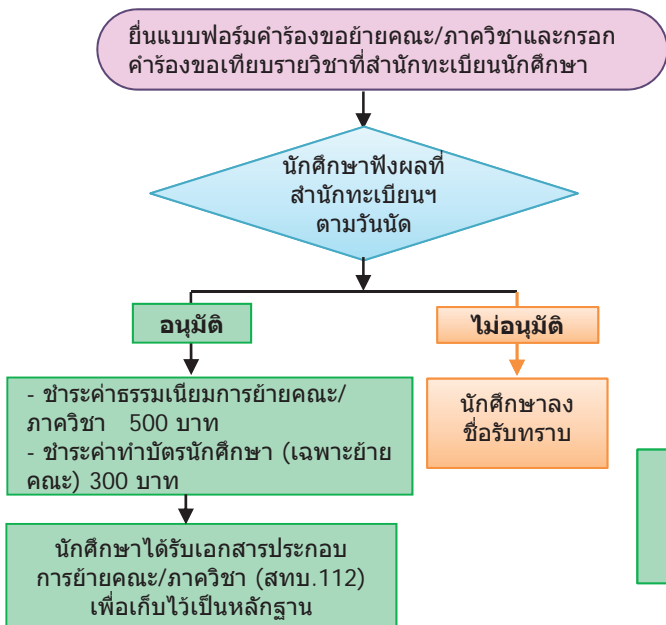 ยื่นแบบฟอร์มคำร้องขอย้ายคณะ/ภาควิชาและกรอก
คำร้องขอเทียบรายวิชาที่สำนักทะเบียนนักศึกษา
นักศึกษาฟังผลที่
สำนักทะเบียนฯ
ตามวันนัด
อนุมัติ
ไม่อนุมัติ
- ชำระค่าธรรมเนียมการย้ายคณะ/
ภาควิชา 500 บาท
- ชำระค่าทำบัตรนักศึกษา (เฉพาะย้าย
คณะ) 300 บาท
นักศึกษาลง
ชื่อรับทราบ
นักศึกษาได้รับเอกสารประกอบ
การย้ายคณะ/ภาควิชา (สทบ.112)
เพื่อเก็บไว้เป็นหลักฐาน